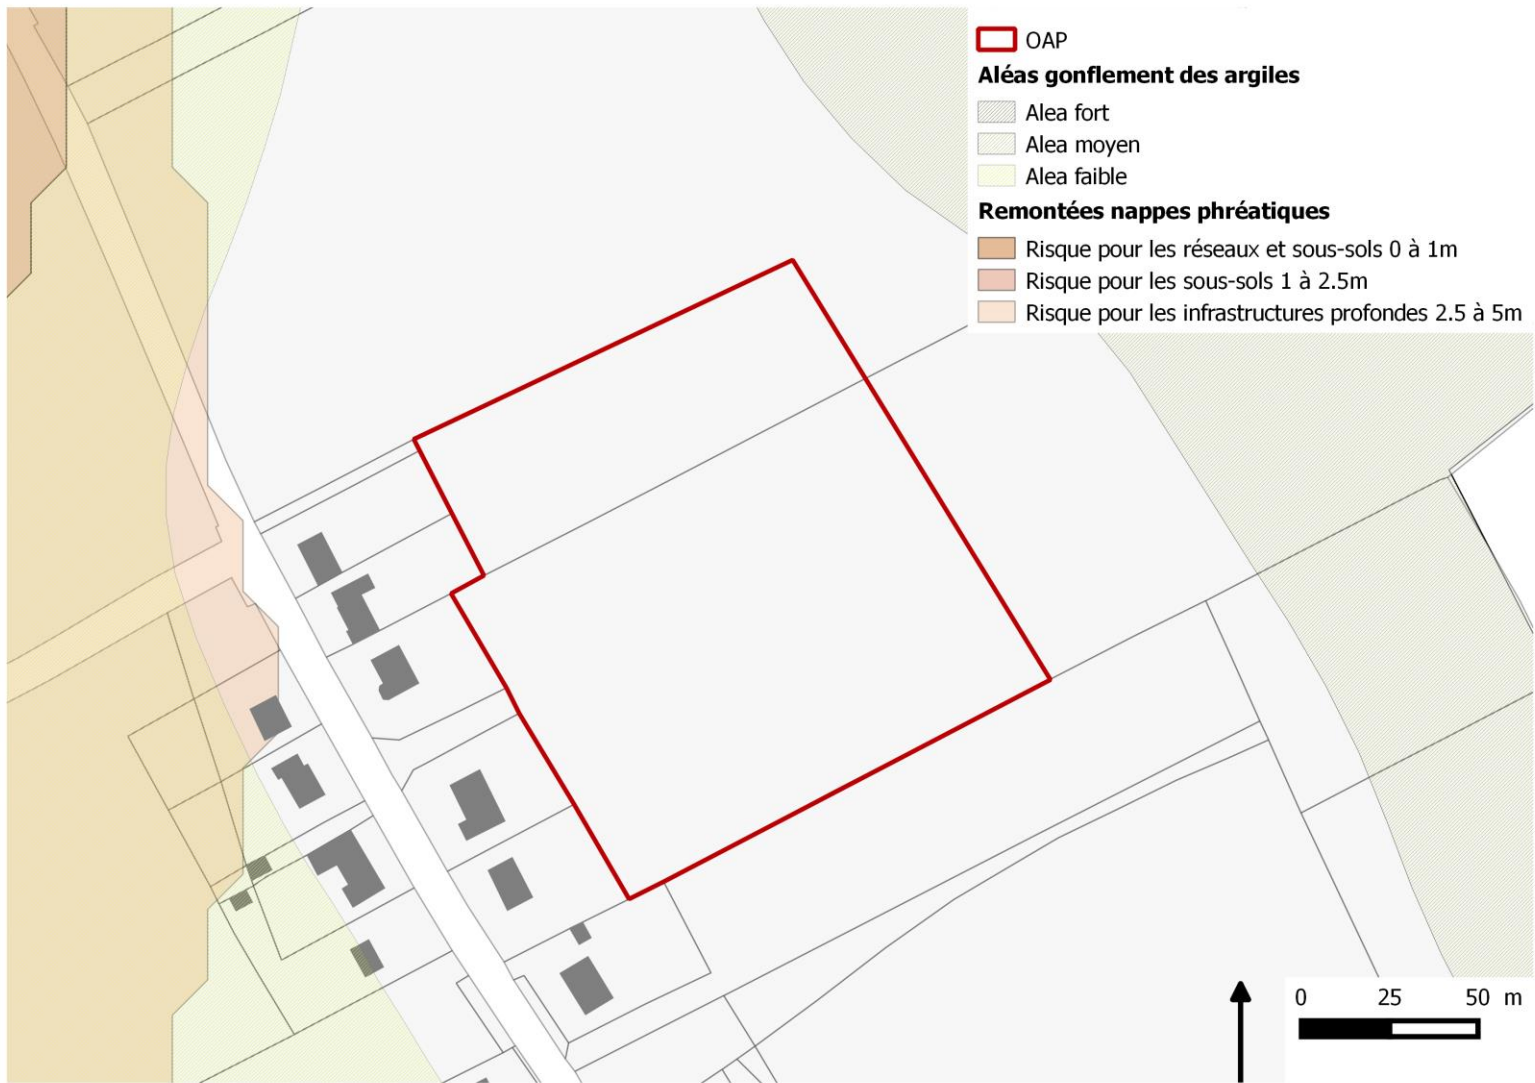 OAP
Aléas gonflement des argiles
Alea fort
Alea moyen
Alea faible
Remontées nappes phréatiques
Risque pour les réseaux et sous-sols 0 à 1m
Risque pour les sous-sols 1 à 2.5m
Risque pour les infrastructures profondes 2.5 à 5m
0 25 50 m